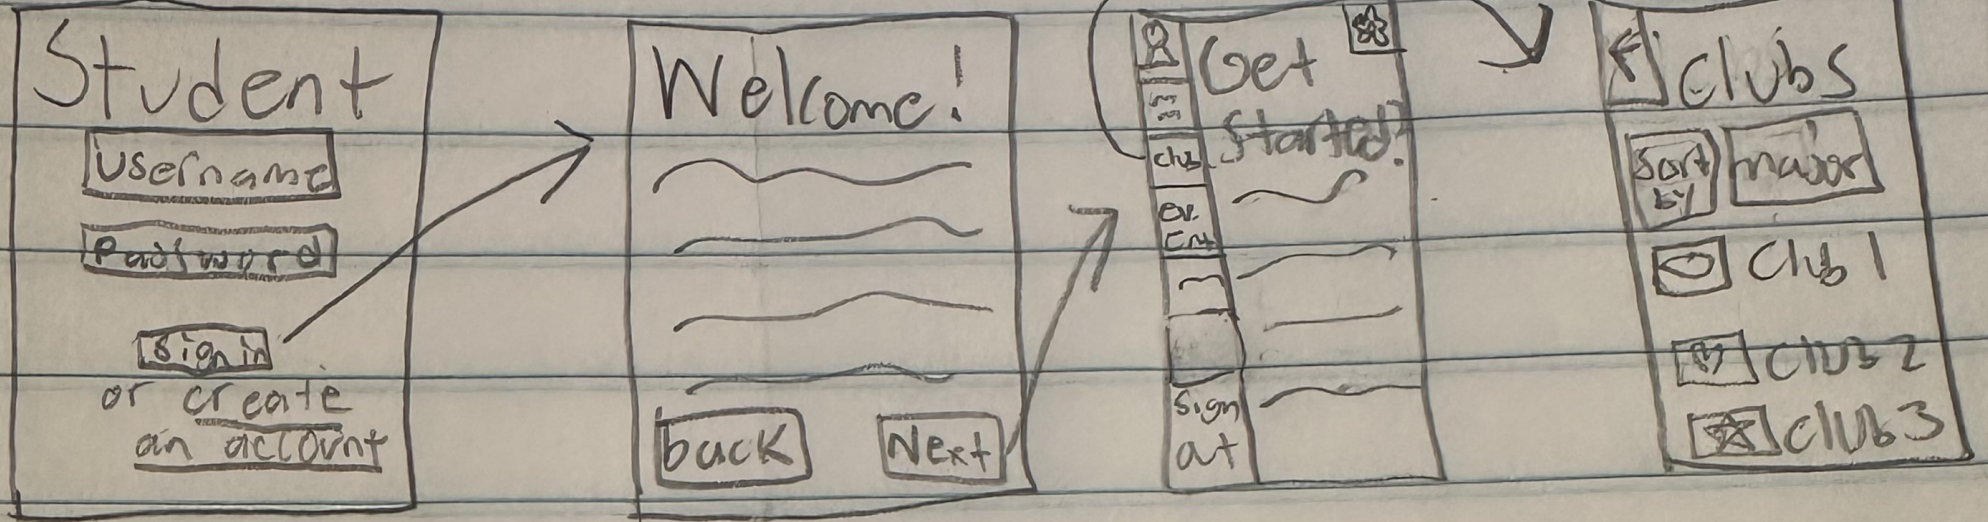 Student
username
Password
sign in
or create
an account
Welcome!
back
Next
Get
Started?
club
ev
ent
sign
out
Clubs
Sort
by
major
Club 1
Club 2
Club 3